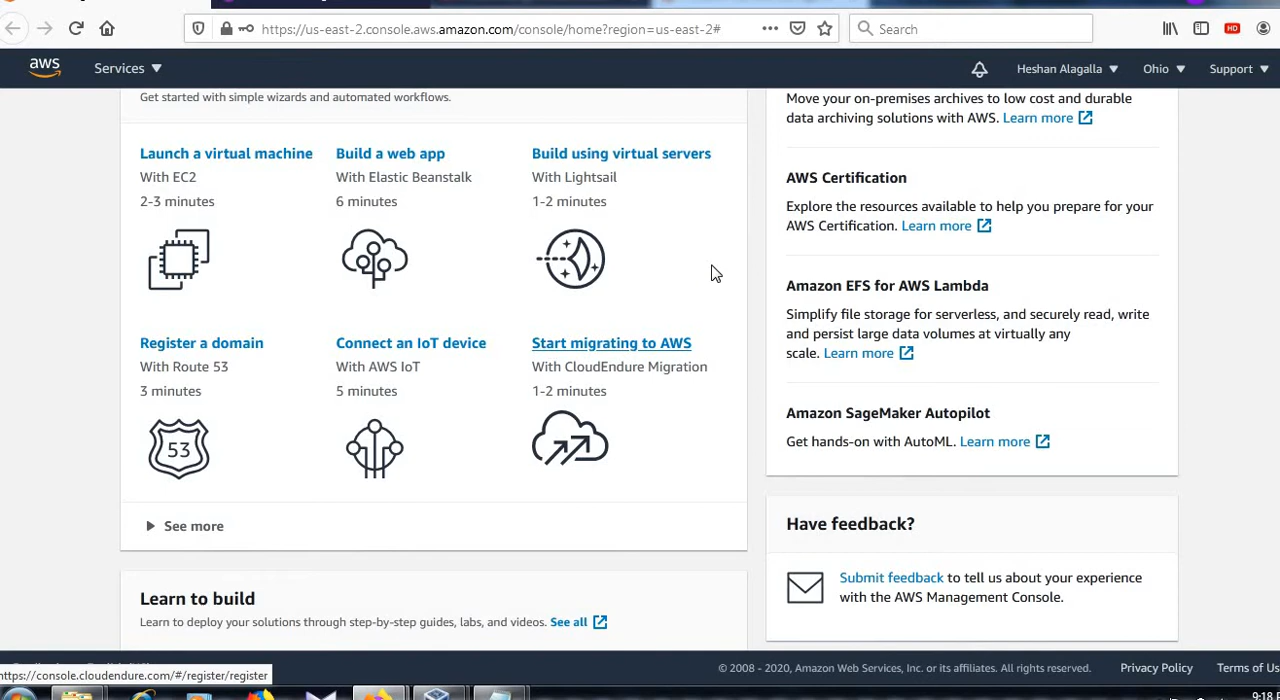 https://us-east-2.console.aws.amazon.com/console/home?region=us-east-2#
Search
HD
aws
Services
Heshan Alagalla
Ohio
Support
Get started with simple wizards and automated workflows.
Launch a virtual machine
With EC2
2-3 minutes
Build a web app
With Elastic Beanstalk
6 minutes
Build using virtual servers
With Lightsail
1-2 minutes
Register a domain
With Route 53
3 minutes
53
Connect an IoT device
With AWS IoT
5 minutes
Start migrating to AWS
With CloudEndure Migration
1-2 minutes
See more
Learn to build
Learn to deploy your solutions through step-by-step guides, labs, and videos. See all
Move your on-premises archives to low cost and durable
data archiving solutions with AWS. Learn more
AWS Certification
Explore the resources available to help you prepare for your
AWS Certification. Learn more
Amazon EFS for AWS Lambda
Simplify file storage for serverless, and securely read, write
and persist large data volumes at virtually any
scale. Learn more
Amazon SageMaker Autopilot
Get hands-on with AutoML. Learn more
Have feedback?
Submit feedback to tell us about your experience
with the AWS Management Console.
© 2008 - 2020, Amazon Web Services, Inc. or its affiliates. All rights reserved.
Privacy Policy
Terms of Us
https://console.cloudendure.com/#/register/register
9:18